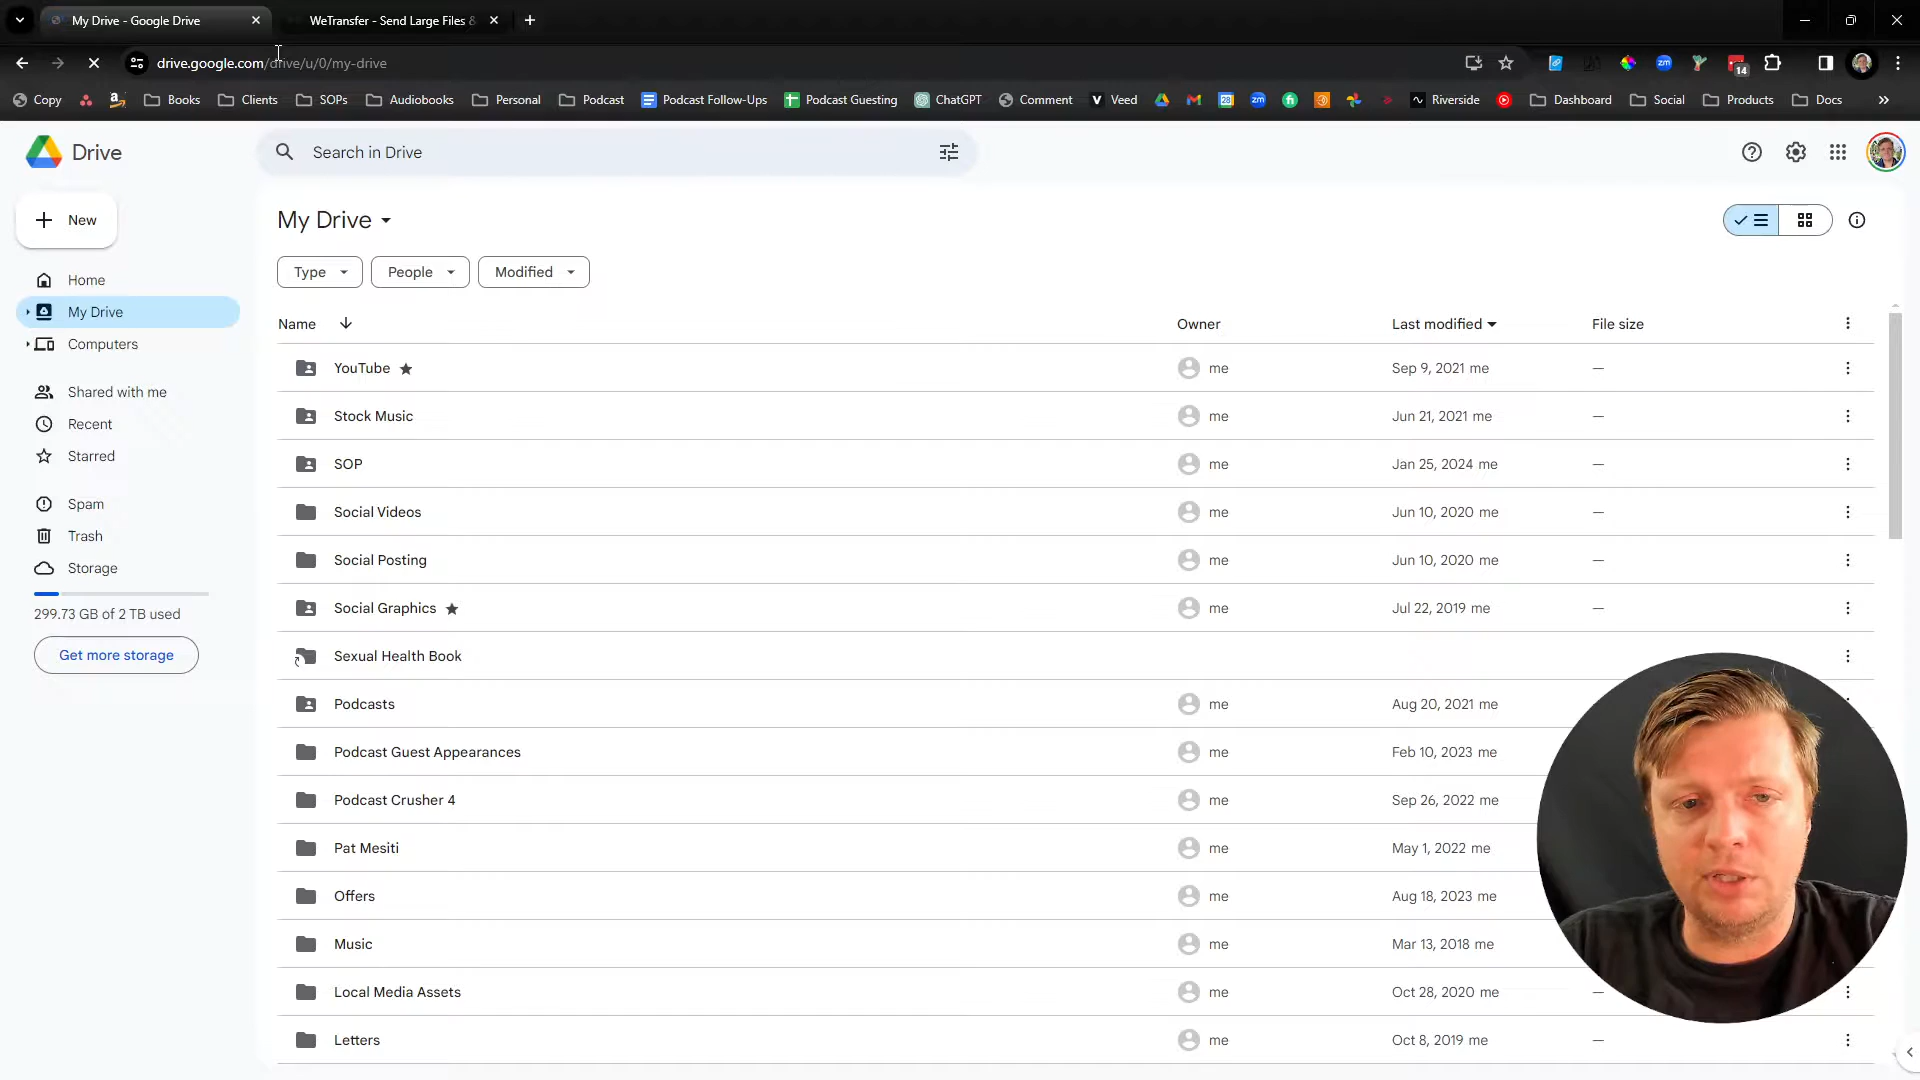 My Drive - Google Drive
WeTransfer - Send Large Files &
drive.google.com/drive/u/0/my-drive
14
Copy
Books
Clients
SOPs
Audiobooks
Personal
Podcast
Podcast Follow-Ups
Podcast Guesting
ChatGPT
Comment
Veed
Riverside
Dashboard
Social
Products
Docs
Drive
Search in Drive
New
Home
My Drive
Computers
Shared with me
Recent
Starred
Spam
Trash
Storage
299.73 GB of 2 TB used
Get more storage
My Drive
Type People Modified
Name Owner Last modified File size
YouTube me Sep 9, 2021 me —
Stock Music me Jun 21, 2021 me —
SOP me Jan 25, 2024 me —
Social Videos me Jun 10, 2020 me —
Social Posting me Jun 10, 2020 me —
Social Graphics me Jul 22, 2019 me —
Sexual Health Book
Podcasts me Aug 20, 2021 me
Podcast Guest Appearances me Feb 10, 2023 me
Podcast Crusher 4 me Sep 26, 2022 me
Pat Mesiti me May 1, 2022 me
Offers me Aug 18, 2023 me
Music me Mar 13, 2018 me
Local Media Assets me Oct 28, 2020 me —
Letters me Oct 8, 2019 me —